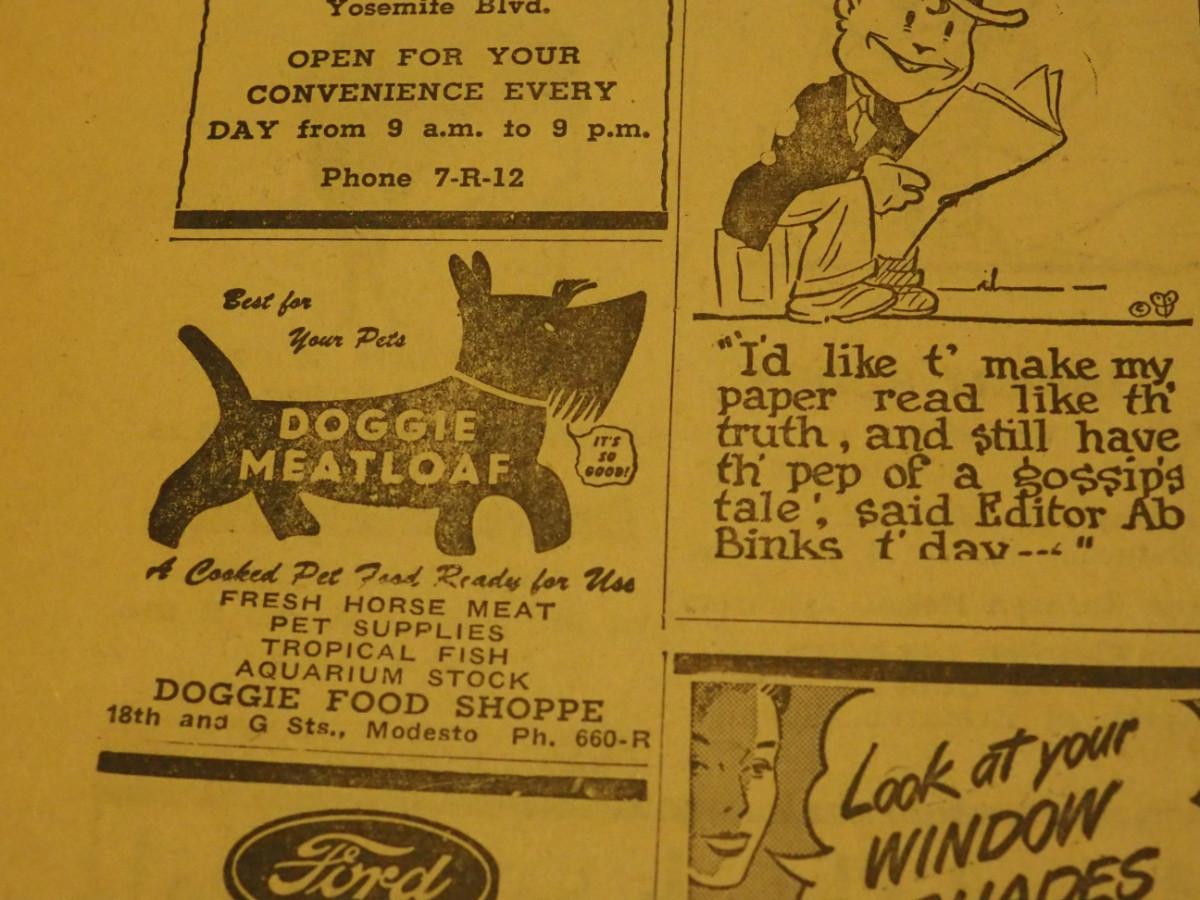 Yosemite Blvd.
OPEN FOR YOUR
CONVENIENCE EVERY
DAY from 9 a.m. to 9 p.m.
Phone 7-R-12
Best for
Your Pets
DOGGIE
MEATLOAF
IT'S
SO
GOOD!
A Cooked Pet Food Ready for Use
FRESH HORSE MEAT
PET SUPPLIES
TROPICAL FISH
AQUARIUM STOCK
DOGGIE FOOD SHOPPE
18th and G Sts., Modesto Ph. 660-R
Ford
"'I'd like t' make my
paper read like th'
truth, and still have
th' pep of a gossip's
tale', said Editor Ab
Binks t'day---"
Look at your
WINDOW
SHADES